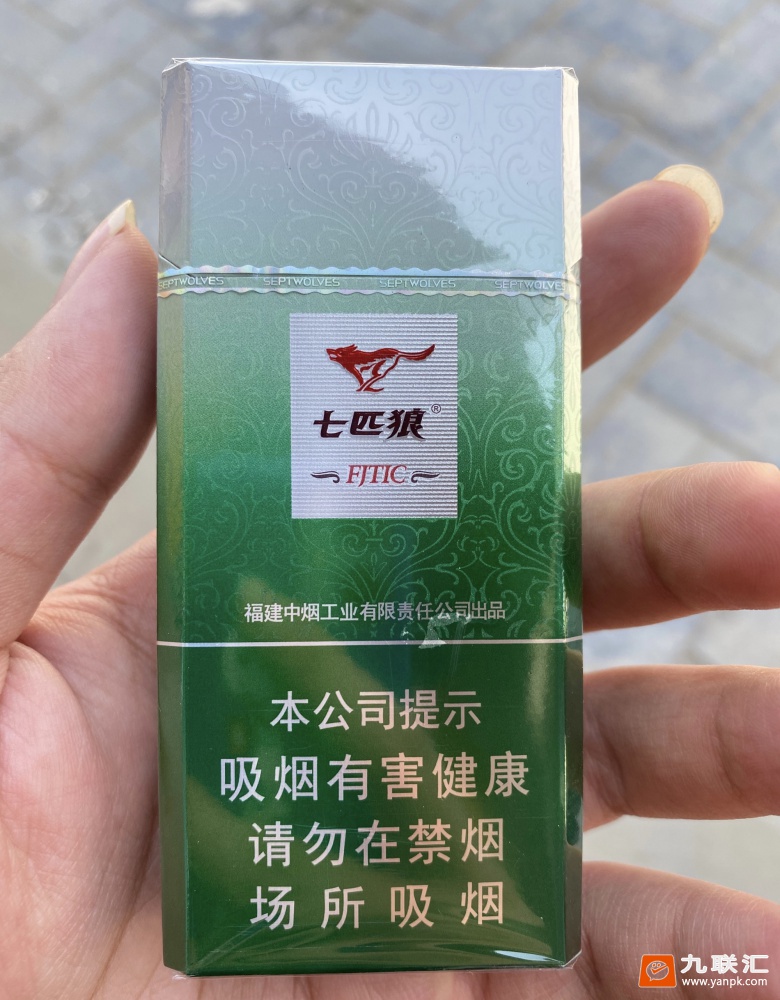 SEPTWOLVES SEPTWOLVES SEPTWOLVES SEPTWOLVES
七匹狼®
FJTIC
福建中烟工业有限责任公司出品
本公司提示
吸烟有害健康
请勿在禁烟
场所吸烟
九联汇
www.yanpk.com